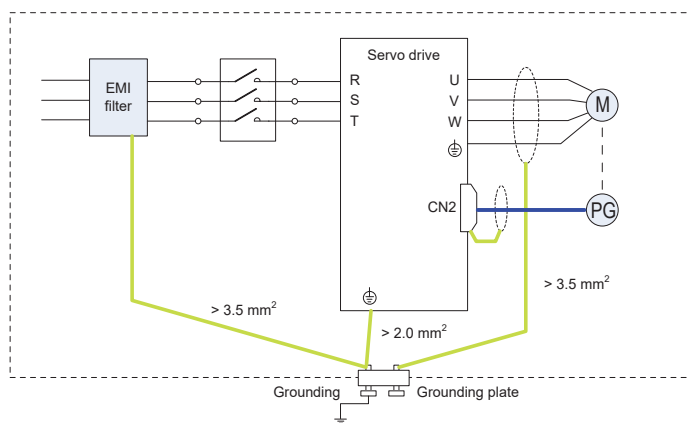 Servo drive
EMI
filter
R
S
T
U
V
W
M
CN2
PG
> 3.5 mm²
> 2.0 mm²
> 3.5 mm²
Grounding
Grounding plate